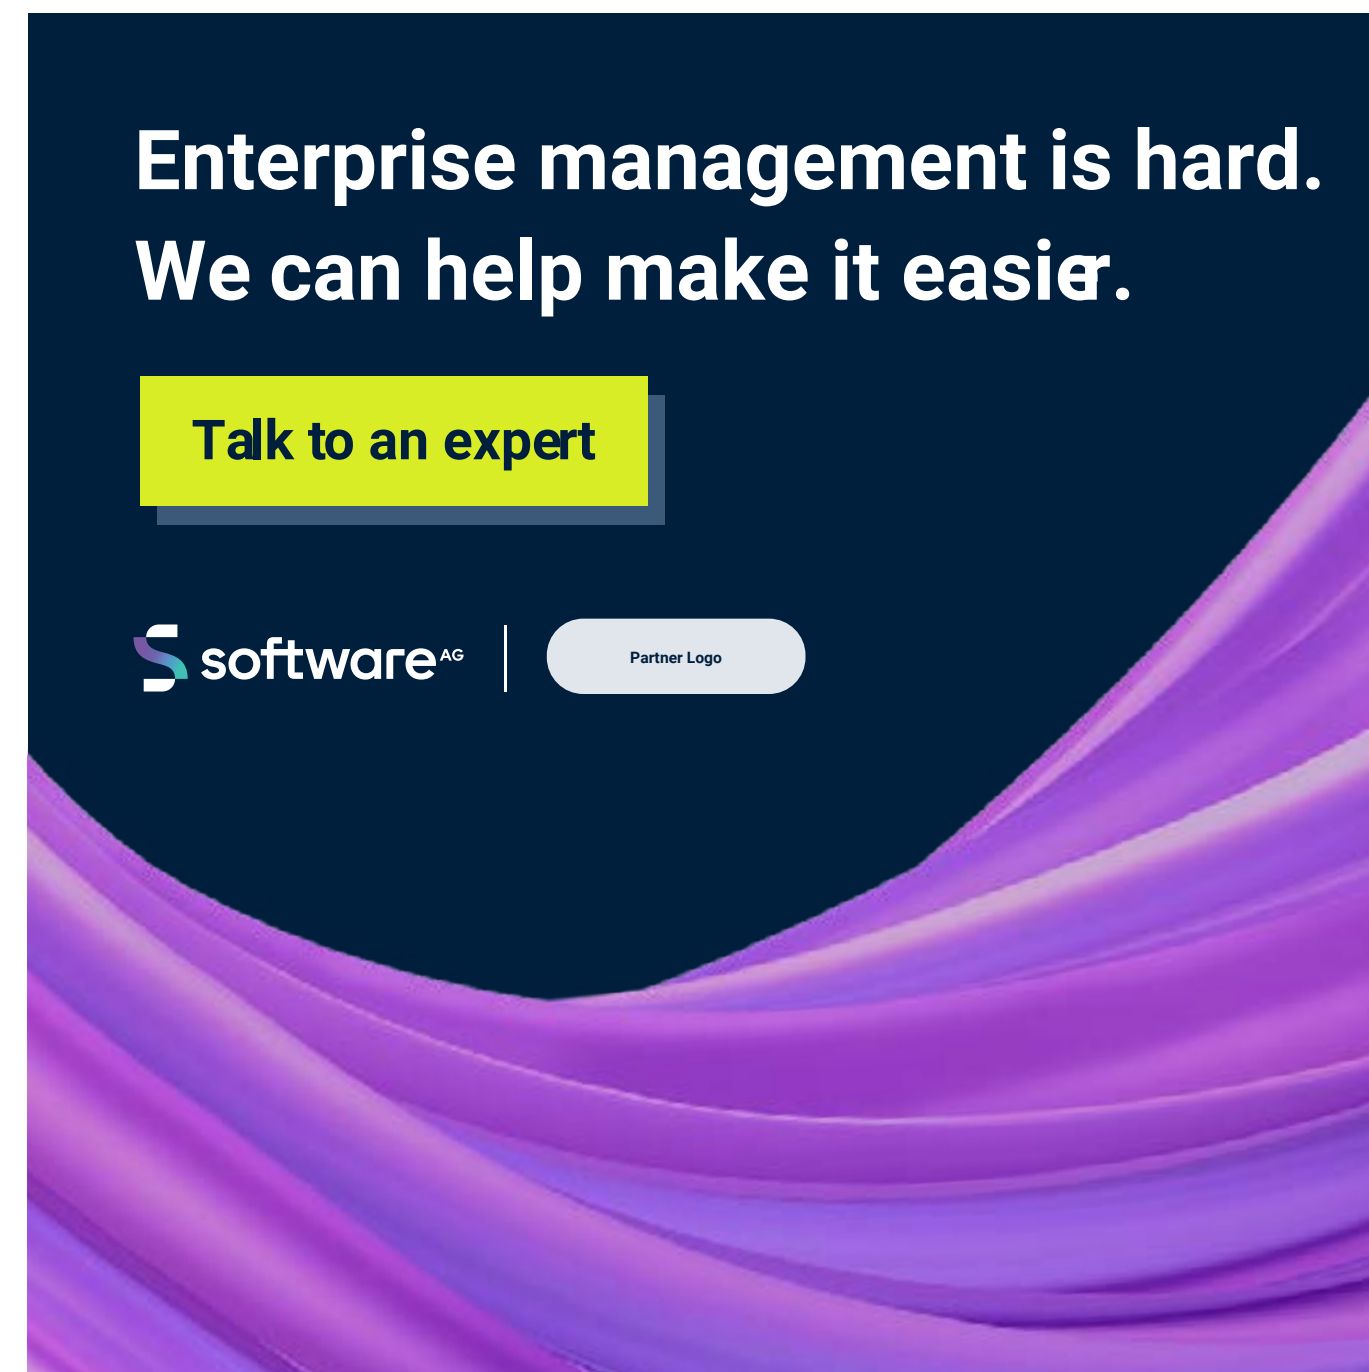 Enterprise management is hard.
We can help make it easier.
Talk to an expert
software AG
Partner Logo